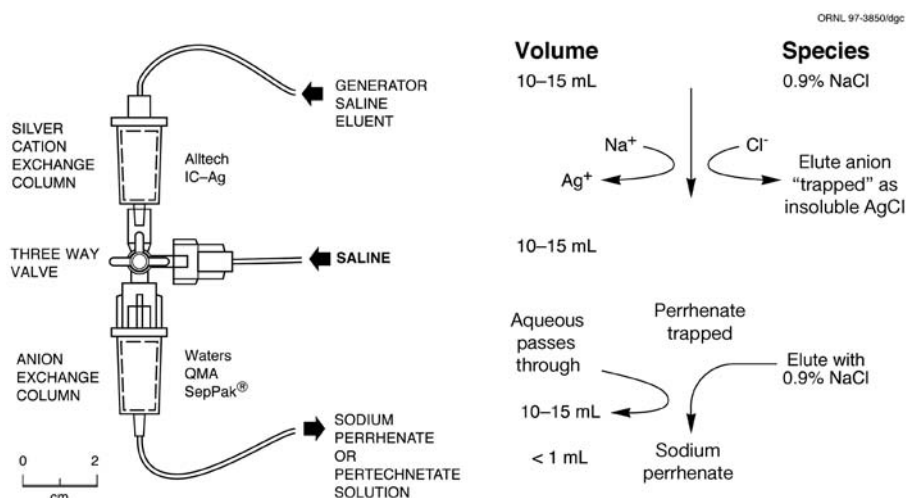 ORNL 97-3850/dgc
GENERATOR
SALINE
ELUENT
SILVER
CATION
EXCHANGE
COLUMN
Alltech
IC–Ag
THREE WAY
VALVE
SALINE
ANION
EXCHANGE
COLUMN
Waters
QMA
SepPak®
SODIUM
PERRHENATE
OR
PERTECHNETATE
SOLUTION
0 2
cm
Volume Species
10–15 mL 0.9% NaCl
Na+ Cl-
Ag+
Elute anion
“trapped” as
insoluble AgCl
10–15 mL
Aqueous
passes
through
Perrhenate
trapped
Elute with
0.9% NaCl
10–15 mL
< 1 mL
Sodium
perrhenate